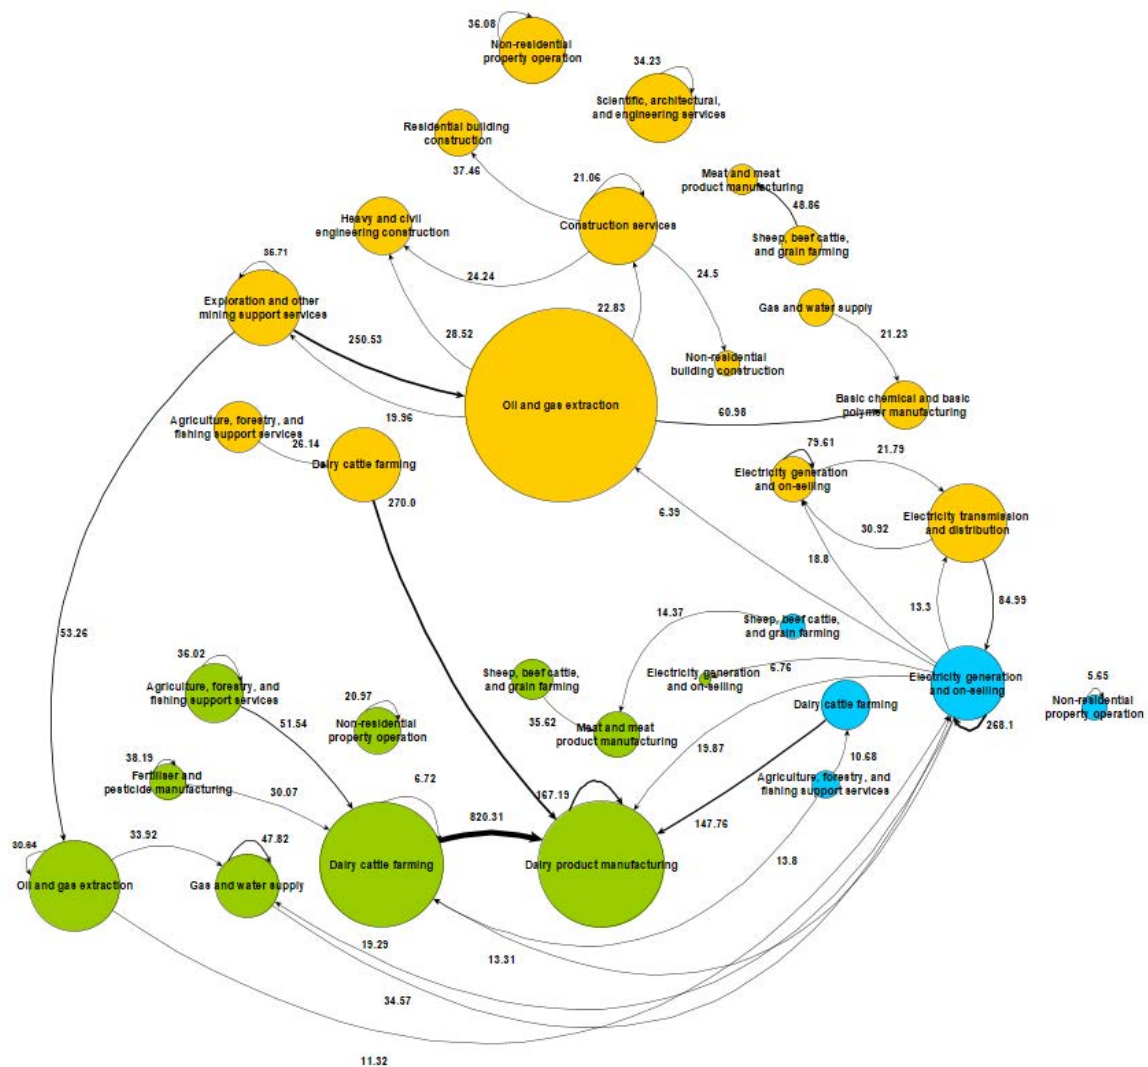 36.08
Non-residential
property operation
34.23
Scientific, architectural,
and engineering services
Residential building
construction
37.46
21.06
Meat and meat
product manufacturing
48.86
Heavy and civil
engineering construction
Construction services
Sheep, beef cattle,
and grain farming
24.24
24.5
36.71
Exploration and other
mining support services
22.83
Gas and water supply
250.53
28.52
21.23
Non-residential
building construction
Oil and gas extraction
Basic chemical and basic
polymer manufacturing
19.96
60.98
Agriculture, forestry, and
fishing support services
26.14
79.61
21.79
Dairy cattle farming
Electricity generation
and on-selling
270.0
6.39
Electricity transmission
and distribution
30.92
18.8
13.3
84.99
14.37
Sheep, beef cattle,
and grain farming
53.26
36.02
Agriculture, forestry, and
fishing support services
Sheep, beef cattle,
and grain farming
Electricity generation
and on-selling
6.76
Electricity generation
and on-selling
5.65
Non-residential
property operation
20.97
Dairy cattle farming
51.54
Non-residential
property operation
35.62
Meat and meat
product manufacturing
268.1
19.87
10.68
38.19
Fertiliser and
pesticide manufacturing
Agriculture, forestry, and
fishing support services
30.07
6.72
167.19
820.31
147.76
33.92
47.82
30.64
Dairy cattle farming
Dairy product manufacturing
13.8
Oil and gas extraction
Gas and water supply
19.29
13.31
34.57
11.32